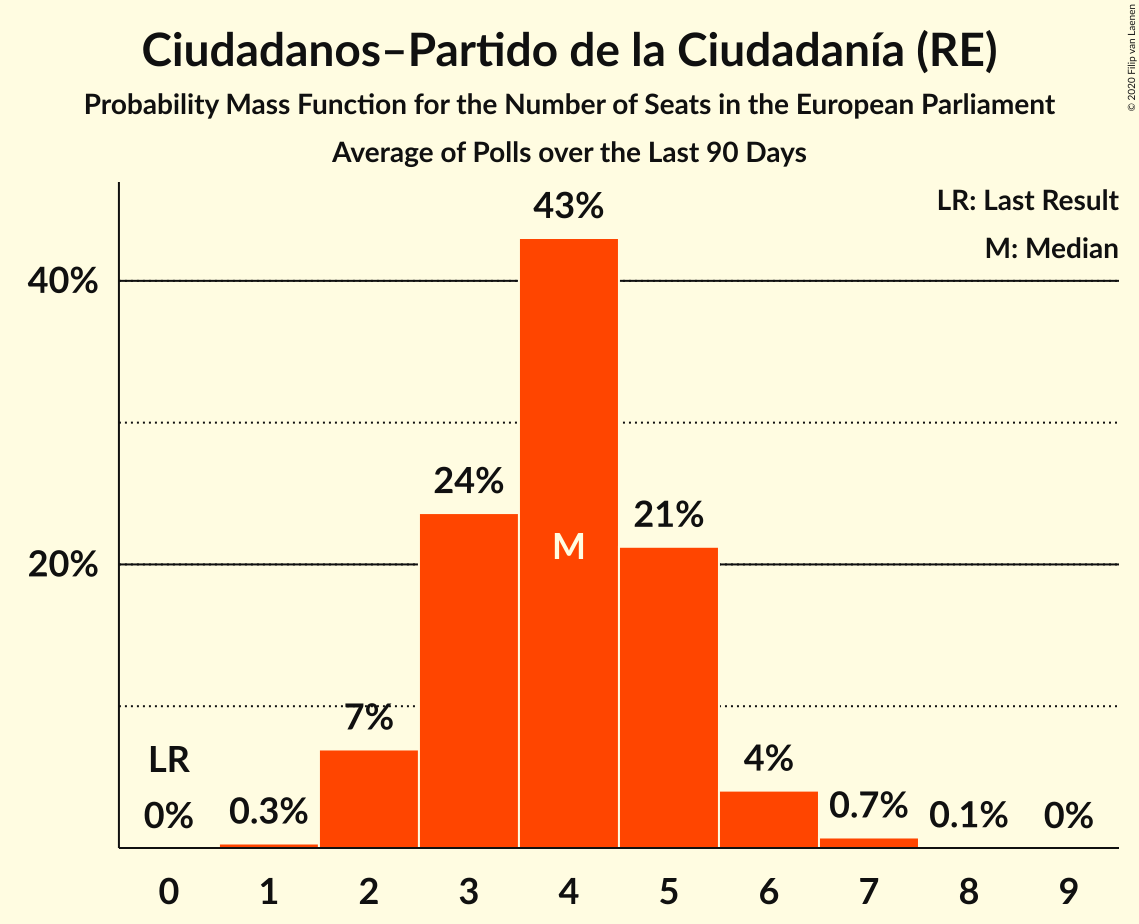 Ciudadanos–Partido de la Ciudadanía (RE)
Probability Mass Function for the Number of Seats in the European Parliament
Average of Polls over the Last 90 Days
© 2020 Filip van Laenen
LR: Last Result
M: Median
43%
40%
24%
21%
M
20%
7%
LR
4%
0%
0.3%
0.7%
0.1%
0%
0 1 2 3 4 5 6 7 8 9